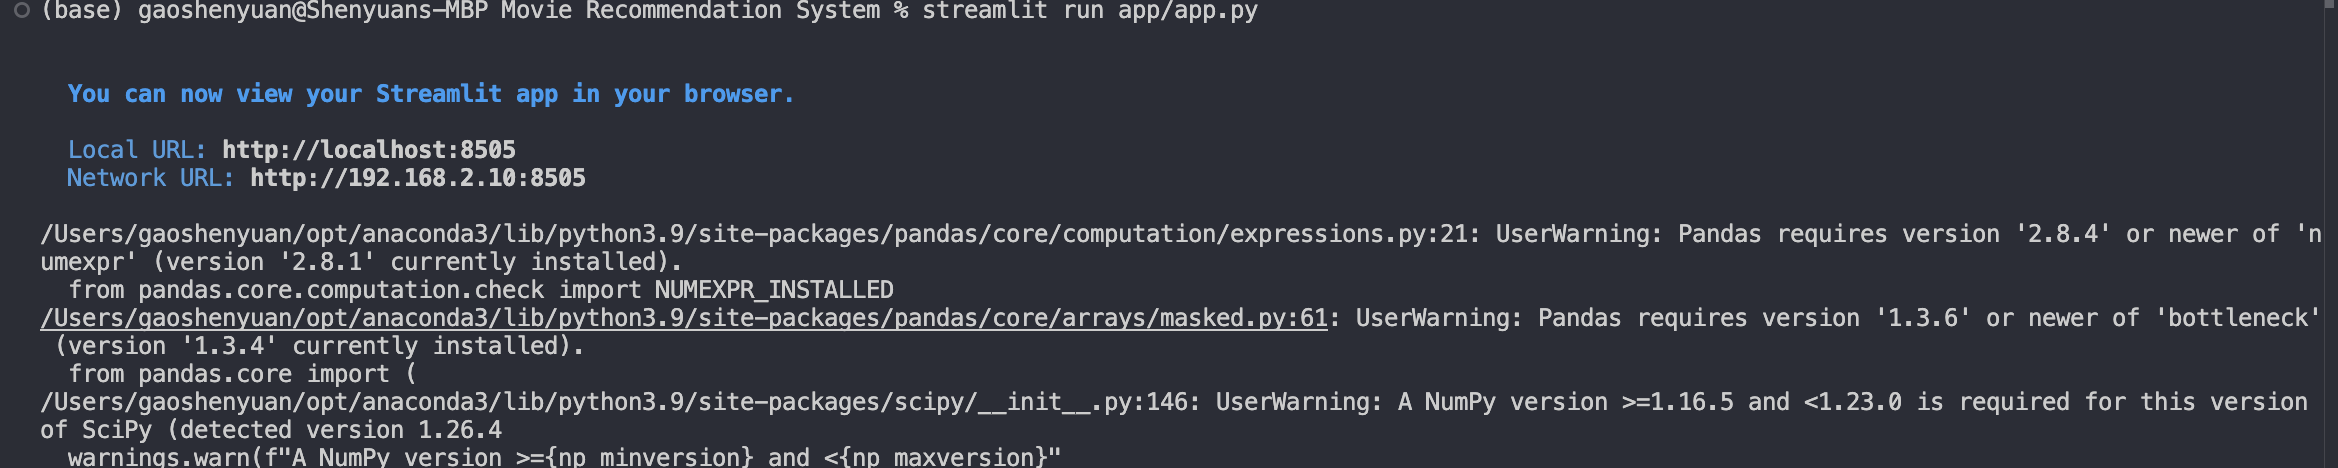 (base) gaoshenyuan@Shenyuans-MBP Movie Recommendation System % streamlit run app/app.py
You can now view your Streamlit app in your browser.
Local URL: http://localhost:8505
Network URL: http://192.168.2.10:8505
/Users/gaoshenyuan/opt/anaconda3/lib/python3.9/site-packages/pandas/core/computation/expressions.py:21: UserWarning: Pandas requires version '2.8.4' or newer of 'n
umexpr' (version '2.8.1' currently installed).
from pandas.core.computation.check import NUMEXPR_INSTALLED
/Users/gaoshenyuan/opt/anaconda3/lib/python3.9/site-packages/pandas/core/arrays/masked.py:61: UserWarning: Pandas requires version '1.3.6' or newer of 'bottleneck'
(version '1.3.4' currently installed).
from pandas.core import (
/Users/gaoshenyuan/opt/anaconda3/lib/python3.9/site-packages/scipy/__init__.py:146: UserWarning: A NumPy version >=1.16.5 and <1.23.0 is required for this version
of SciPy (detected version 1.26.4
warnings.warn(f"A NumPy version >={np_minversion} and <{np_maxversion}"